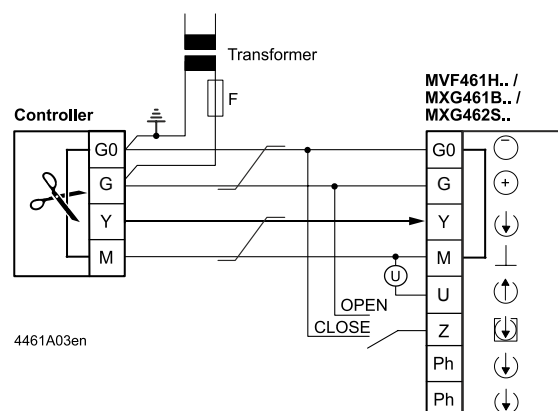 Transformer
F
MVF461H.. /
MXG461B.. /
MXG462S..
Controller
G0
G
Y
M
G0
G
Y
M
U
Z
Ph
Ph
U
OPEN
CLOSE
4461A03en